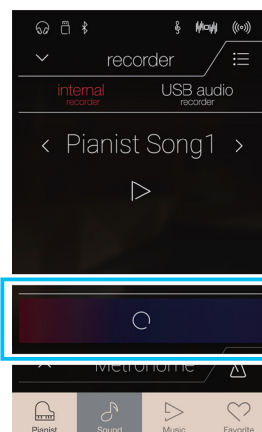 recorder
internal
recorder
USB audio
recorder
Pianist Song1
Metronome
Pianist
Sound
Music
Favorite